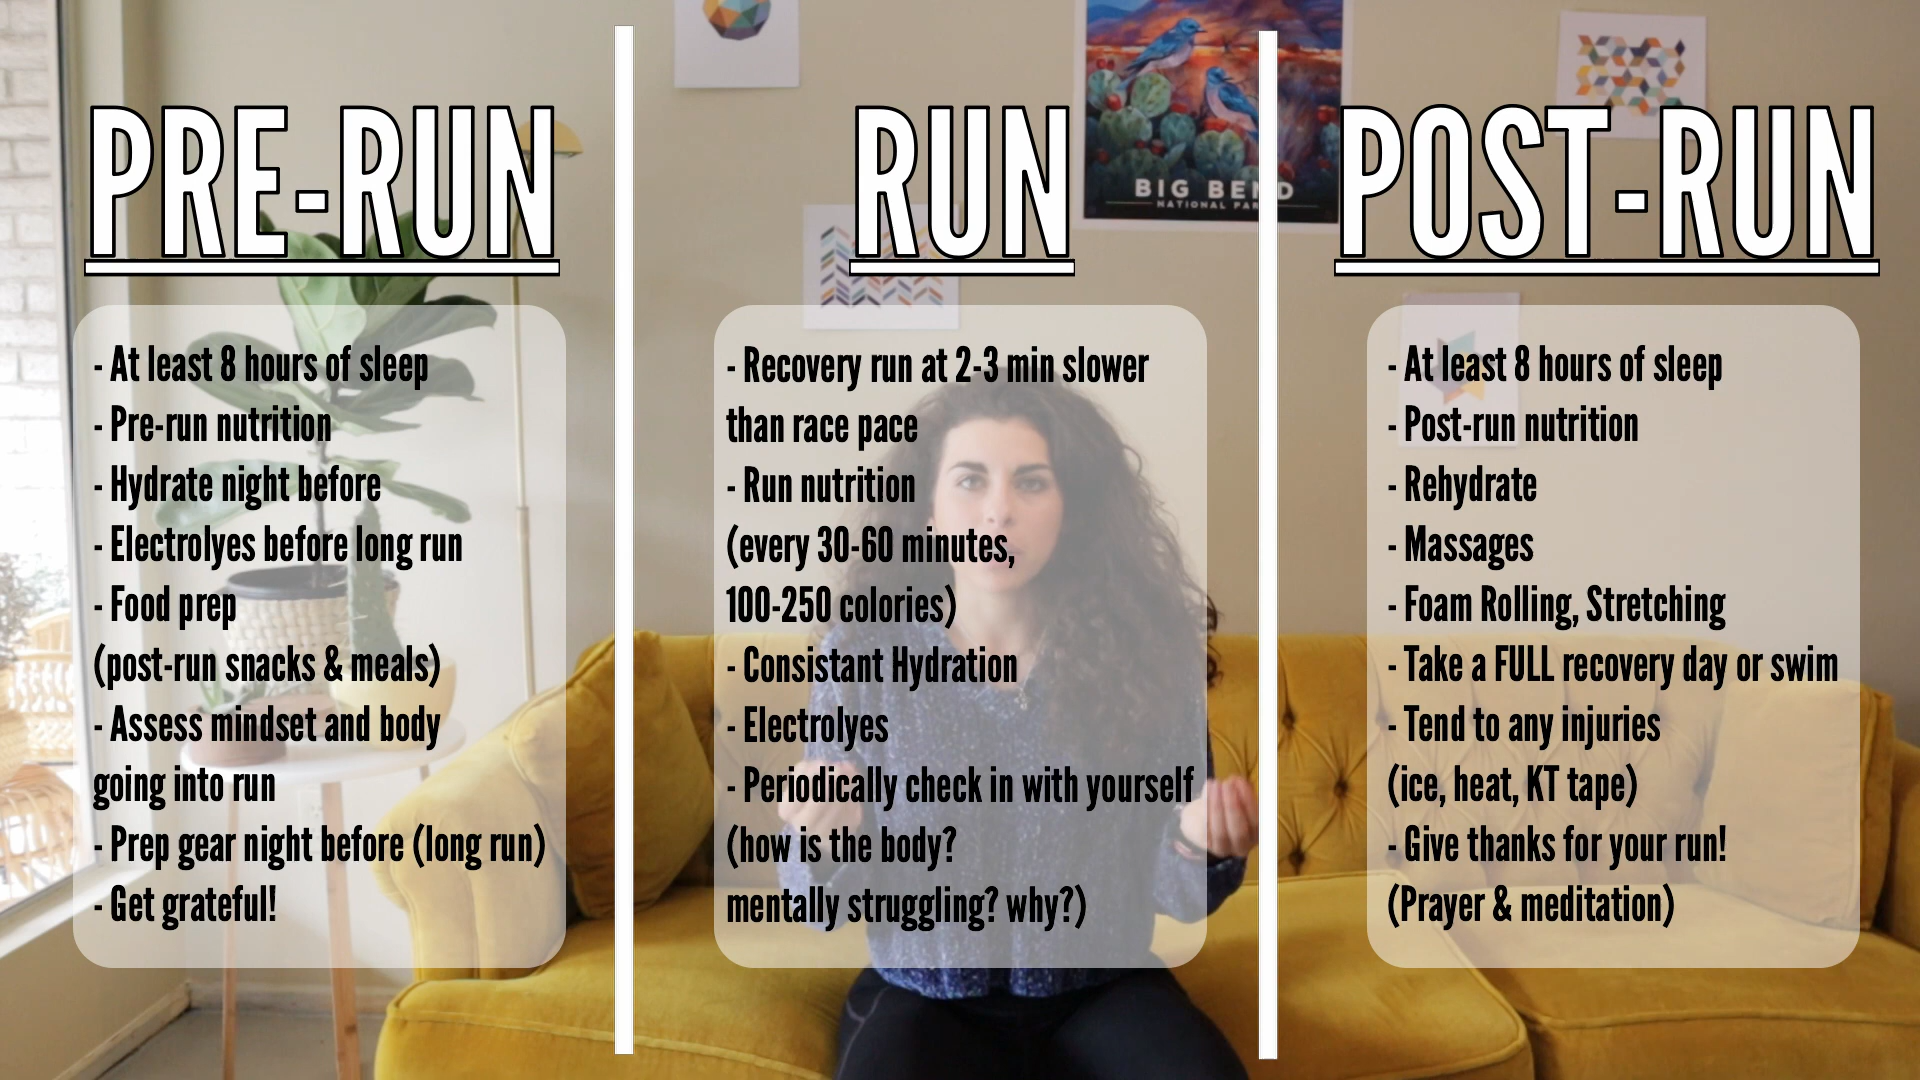 PRE-RUN
- At least 8 hours of sleep
- Pre-run nutrition
- Hydrate night before
- Electrolyes before long run
- Food prep
(post-run snacks & meals)
- Assess mindset and body
going into run
- Prep gear night before (long run)
- Get grateful!
RUN
- Recovery run at 2-3 min slower
than race pace
- Run nutrition
(every 30-60 minutes,
100-250 colories)
- Consistant Hydration
- Electrolyes
- Periodically check in with yourself
(how is the body?
mentally struggling? why?)
POST-RUN
- At least 8 hours of sleep
- Post-run nutrition
- Rehydrate
- Massages
- Foam Rolling, Stretching
- Take a FULL recovery day or swim
- Tend to any injuries
(ice, heat, KT tape)
- Give thanks for your run!
(Prayer & meditation)
BIG BEND
NATIONAL PARK